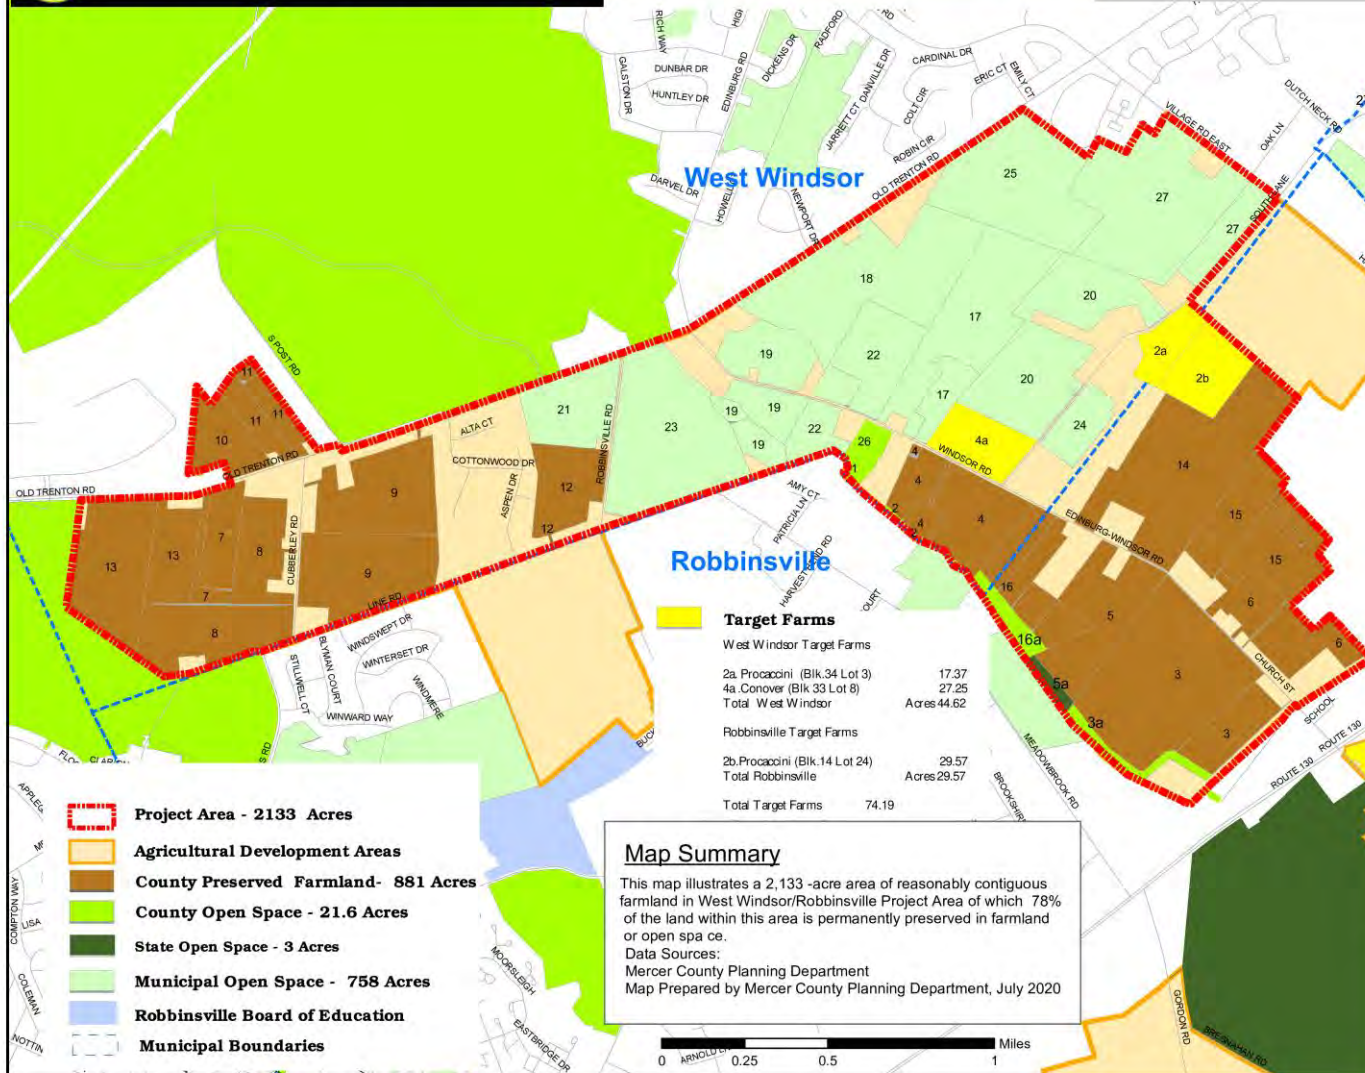 RICH WAY
GALSTON DR
DUNBAR DR
HUNTLEY DR
EDINBURG RD
DICKENS DR
RADFORD
JARRETT CT
DANVILLE DR
CARDINAL DR
COLT CIR
ERIC CT
EMILY CT
ROBIN CIR
OLD TRENTON RD
VILLAGE RD EAST
DUTCH NECK RD
OAK LN
DARVEL DR
NEWPORT DR
West Windsor
25
27
27
18
17
20
19
22
2a
2b
20
17
S POST RD
11
11
11
10
OLD TRENTON RD
OLD TRENTON RD
ALTA CT
COTTONWOOD DR
ASPEN DR
21
ROBBINSVILLE RD
23
19
19
19
22
26
4a
24
WINDSOR RD
9
12
12
1
4
4
2
4
2
4
14
15
15
AMY CT
PATRICIA LN
EDINBURG-WINDSOR RD
13
13
7
8
CUBBERLEY RD
7
8
9
LINE RD
Robbinsville
16
16a
5
6
6
5a
3
3a
3
CHURCH ST
SCHOOL
ROUTE 130
ROUTE 130
WINDSWEPT DR
WINTERSET DR
STILLWELL CT
BLYMAN COURT
WINDMERE
WINWARD WAY
MEADOWBROOK RD
Target Farms
West Windsor Target Farms
2a. Procaccini (Blk.34 Lot 3) 17.37
4a.Conover (Blk 33 Lot 8) 27.25
Total West Windsor Acres 44.62
Robbinsville Target Farms
2b.Procaccini (Blk.14 Lot 24) 29.57
Total Robbinsville Acres 29.57
Total Target Farms 74.19
Project Area - 2133 Acres
Agricultural Development Areas
County Preserved Farmland- 881 Acres
County Open Space - 21.6 Acres
State Open Space - 3 Acres
Municipal Open Space - 758 Acres
Robbinsville Board of Education
Municipal Boundaries
COMPTON WAY
LISA
COLEMAN
MOORSLEIGH
EASTBRIDGE DR
Map Summary
This map illustrates a 2,133 -acre area of reasonably contiguous
farmland in West Windsor/Robbinsville Project Area of which 78%
of the land within this area is permanently preserved in farmland
or open spa ce.
Data Sources:
Mercer County Planning Department
Map Prepared by Mercer County Planning Department, July 2020
0 0.25 0.5 1 Miles
GORDON RD
BRESNAHAN RD